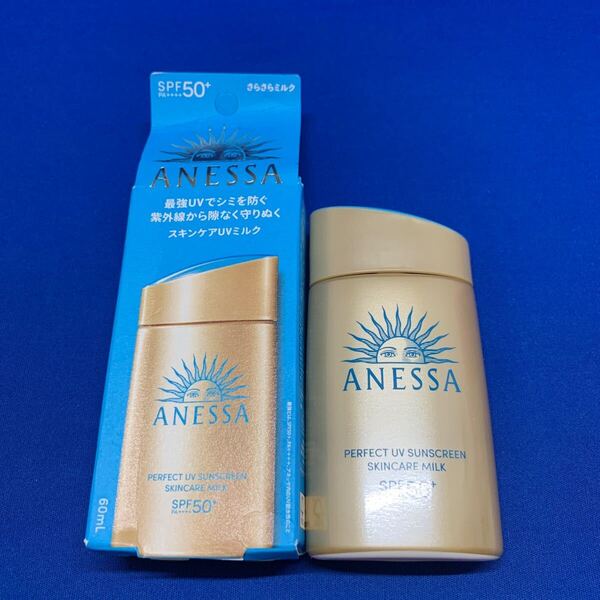 SPF50+
PA++++
さらさらミルク
ANESSA
最強UVでシミを防ぐ
紫外線から隙なく守りぬく
スキンケアUVミルク
ANESSA
PERFECT UV SUNSCREEN
SKINCARE MILK
SPF50+
PA++++
60mL
ANESSA
PERFECT UV SUNSCREEN
SKINCARE MILK
SPF50+